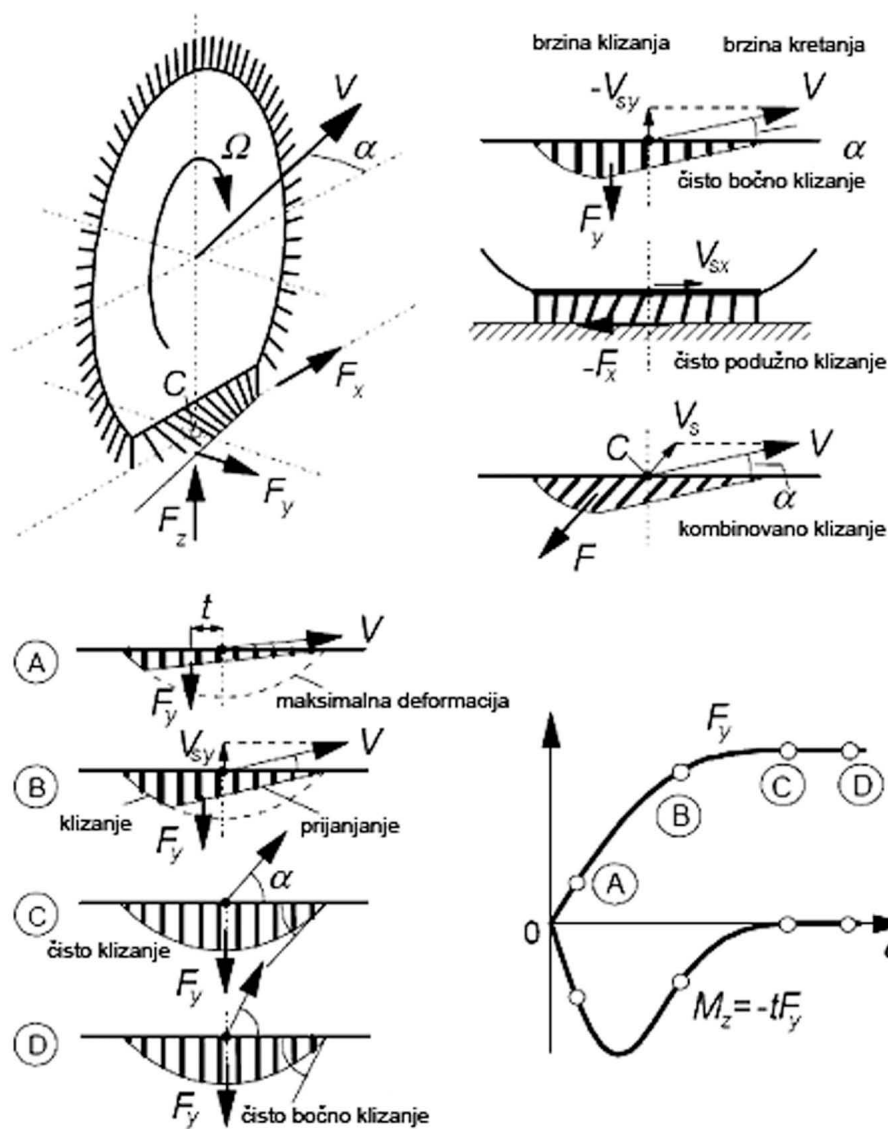 V
α
Ω
C
F_x
F_y
F_z
brzina klizanja
brzina kretanja
-V_sy
V
α
čisto bočno klizanje
F_y
V_sx
-F_x
čisto podužno klizanje
C
V_s
V
α
kombinovano klizanje
F
A
t
V
F_y
maksimalna deformacija
B
V_sy
V
klizanje
F_y
prijanjanje
C
α
čisto klizanje
F_y
D
F_y
čisto bočno klizanje
F_y
A
B
C
D
0
M_z=-tF_y